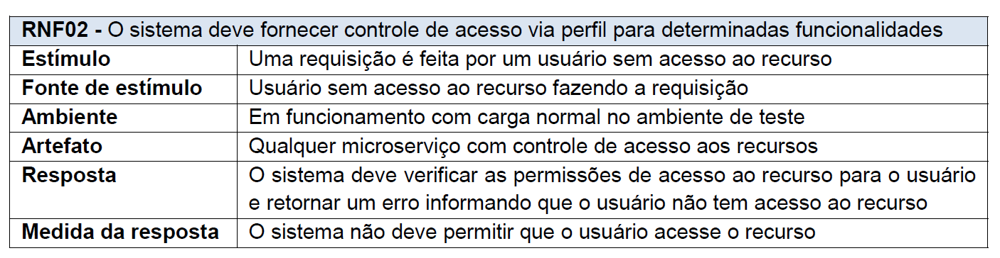 RNF02 - O sistema deve fornecer controle de acesso via perfil para determinadas funcionalidades
Estímulo Uma requisição é feita por um usuário sem acesso ao recurso
Fonte de estímulo Usuário sem acesso ao recurso fazendo a requisição
Ambiente Em funcionamento com carga normal no ambiente de teste
Artefato Qualquer microserviço com controle de acesso aos recursos
Resposta O sistema deve verificar as permissões de acesso ao recurso para o usuário
e retornar um erro informando que o usuário não tem acesso ao recurso
Medida da resposta O sistema não deve permitir que o usuário acesse o recurso